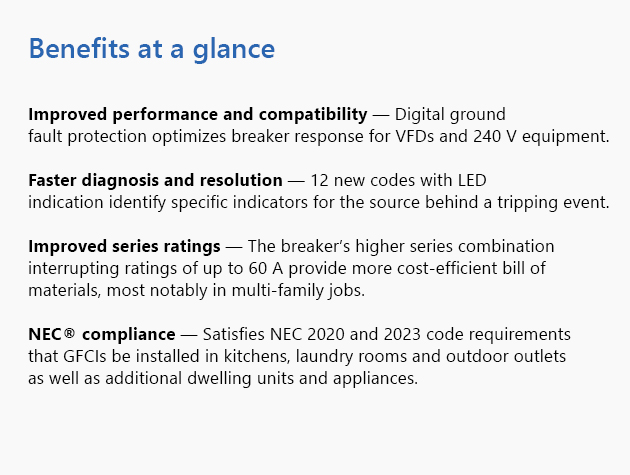 Benefits at a glance
Improved performance and compatibility — Digital ground
fault protection optimizes breaker response for VFDs and 240 V equipment.
Faster diagnosis and resolution — 12 new codes with LED
indication identify specific indicators for the source behind a tripping event.
Improved series ratings — The breaker’s higher series combination
interrupting ratings of up to 60 A provide more cost-efficient bill of
materials, most notably in multi-family jobs.
NEC® compliance — Satisfies NEC 2020 and 2023 code requirements
that GFCIs be installed in kitchens, laundry rooms and outdoor outlets
as well as additional dwelling units and appliances.